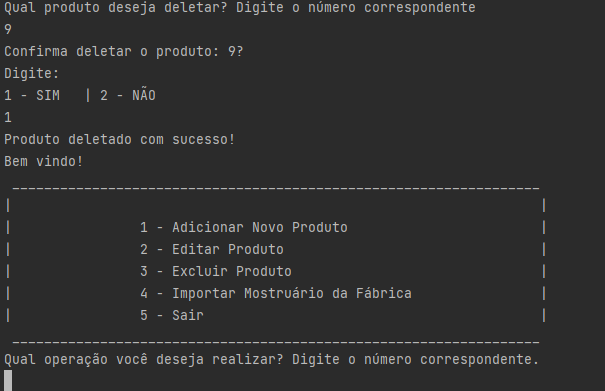 Qual produto deseja deletar? Digite o número correspondente
9
Confirma deletar o produto: 9?
Digite:
1 - SIM   | 2 - NÃO
1
Produto deletado com sucesso!
Bem vindo!
 __________________________________________________________________
|                                                                  |
|                1 - Adicionar Novo Produto                        |
|                2 - Editar Produto                                |
|                3 - Excluir Produto                               |
|                4 - Importar Mostruário da Fábrica                |
|                5 - Sair                                          |
 __________________________________________________________________
Qual operação você deseja realizar? Digite o número correspondente.